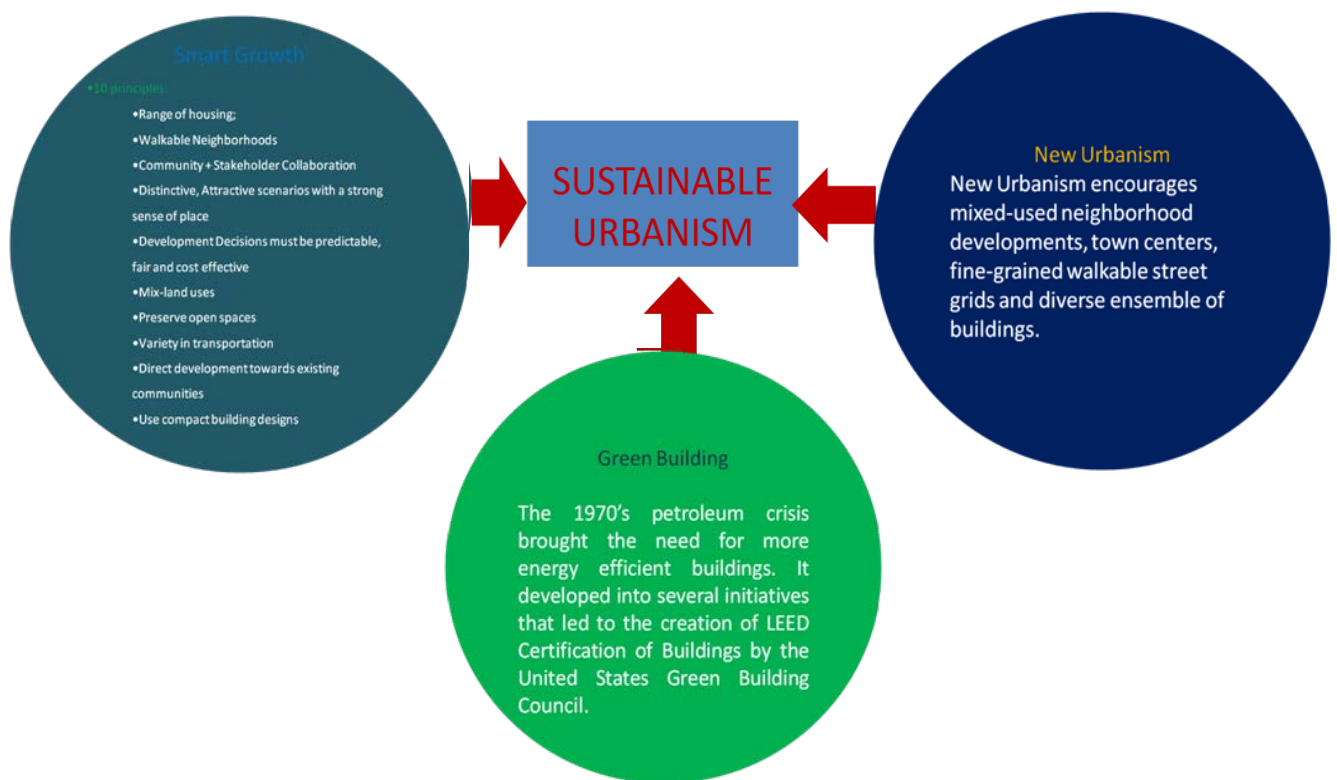 Smart Growth
•10 principles:
•Range of housing;
•Walkable Neighborhoods
•Community + Stakeholder Collaboration
•Distinctive, Attractive scenarios with a strong
sense of place
•Development Decisions must be predictable,
fair and cost effective
•Mix-land uses
•Preserve open spaces
•Variety in transportation
•Direct development towards existing
communities
•Use compact building designs
SUSTAINABLE
URBANISM
New Urbanism
New Urbanism encourages
mixed-used neighborhood
developments, town centers,
fine-grained walkable street
grids and diverse ensemble of
buildings.
Green Building
The 1970’s petroleum crisis
brought the need for more
energy efficient buildings. It
developed into several initiatives
that led to the creation of LEED
Certification of Buildings by the
United States Green Building
Council.